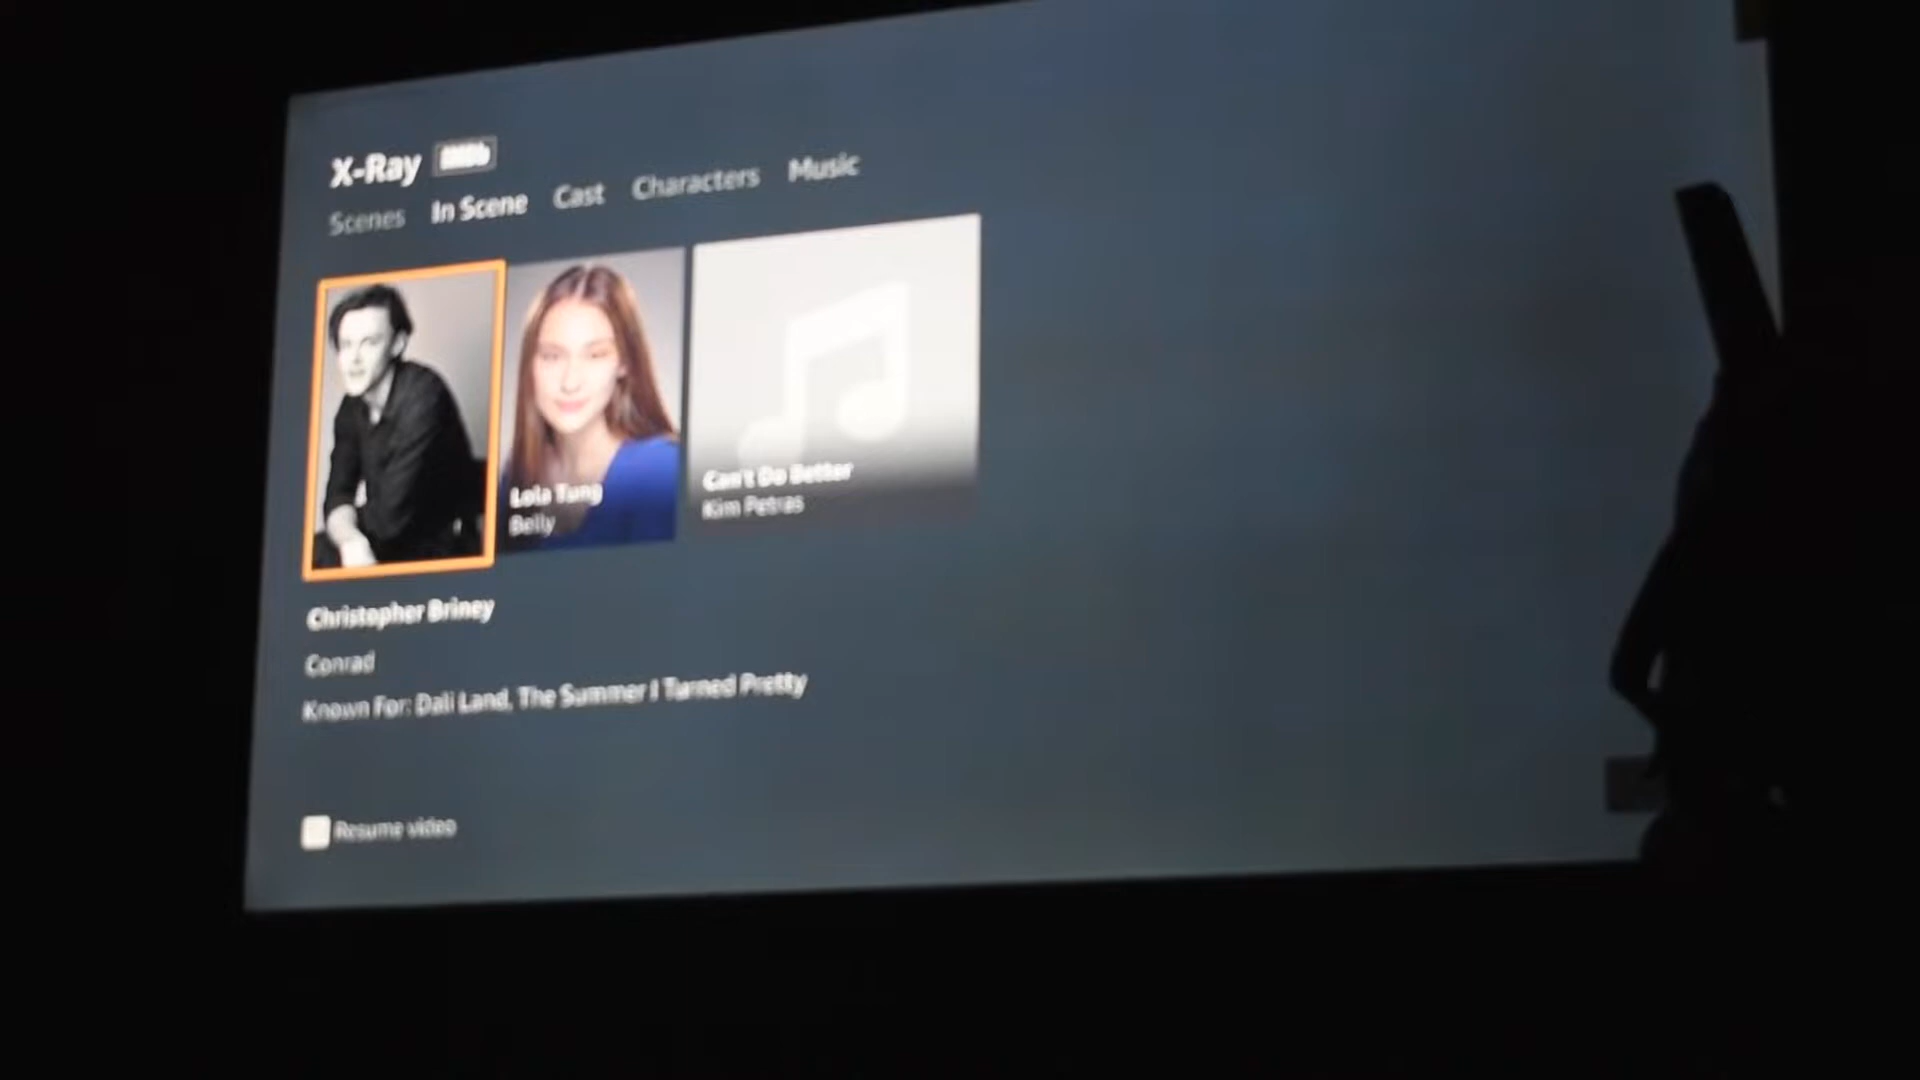 X-Ray IMDb
Scenes In Scene Cast Characters Music
Lola Tung
Belly
Can't Do Better
Kim Petras
Christopher Briney
Conrad
Known For: Dali Land, The Summer I Turned Pretty
Resume video